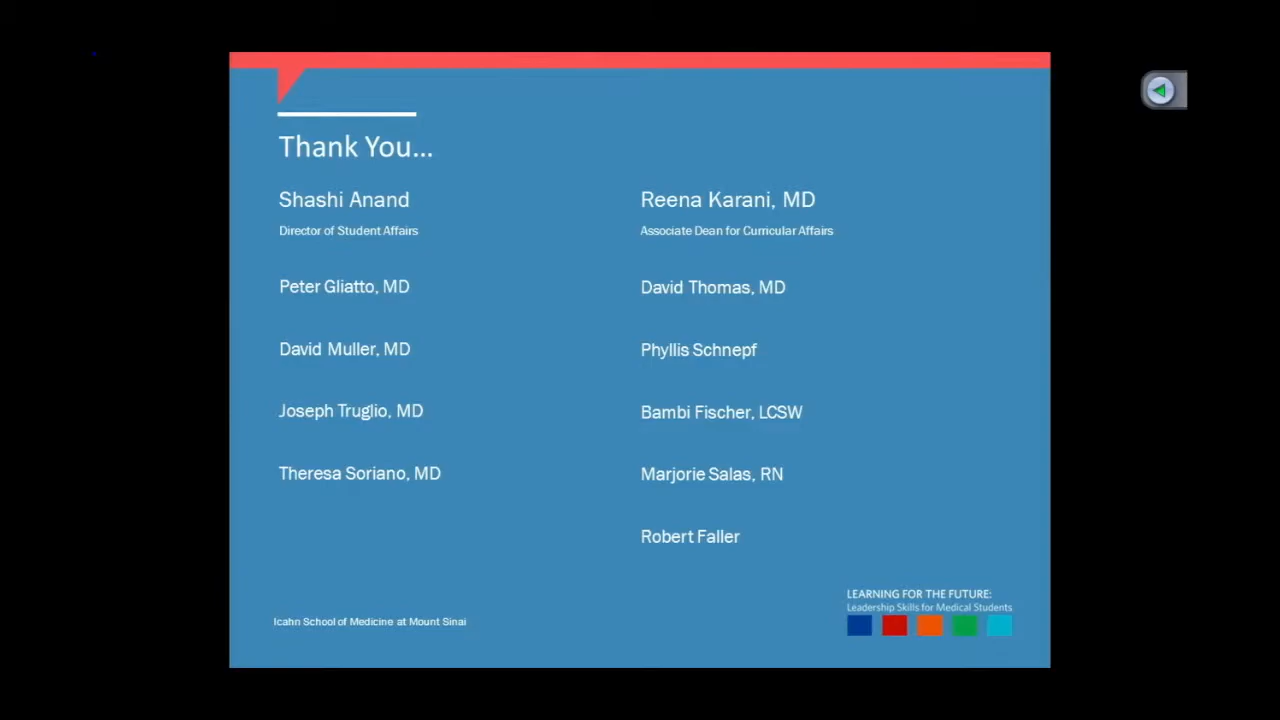 Thank You...
Shashi Anand
Director of Student Affairs
Peter Gliatto, MD
David Muller, MD
Joseph Truglio, MD
Theresa Soriano, MD
Reena Karani, MD
Associate Dean for Curricular Affairs
David Thomas, MD
Phyllis Schnepf
Bambi Fischer, LCSW
Marjorie Salas, RN
Robert Faller
Icahn School of Medicine at Mount Sinai
LEARNING FOR THE FUTURE:
Leadership Skills for Medical Students